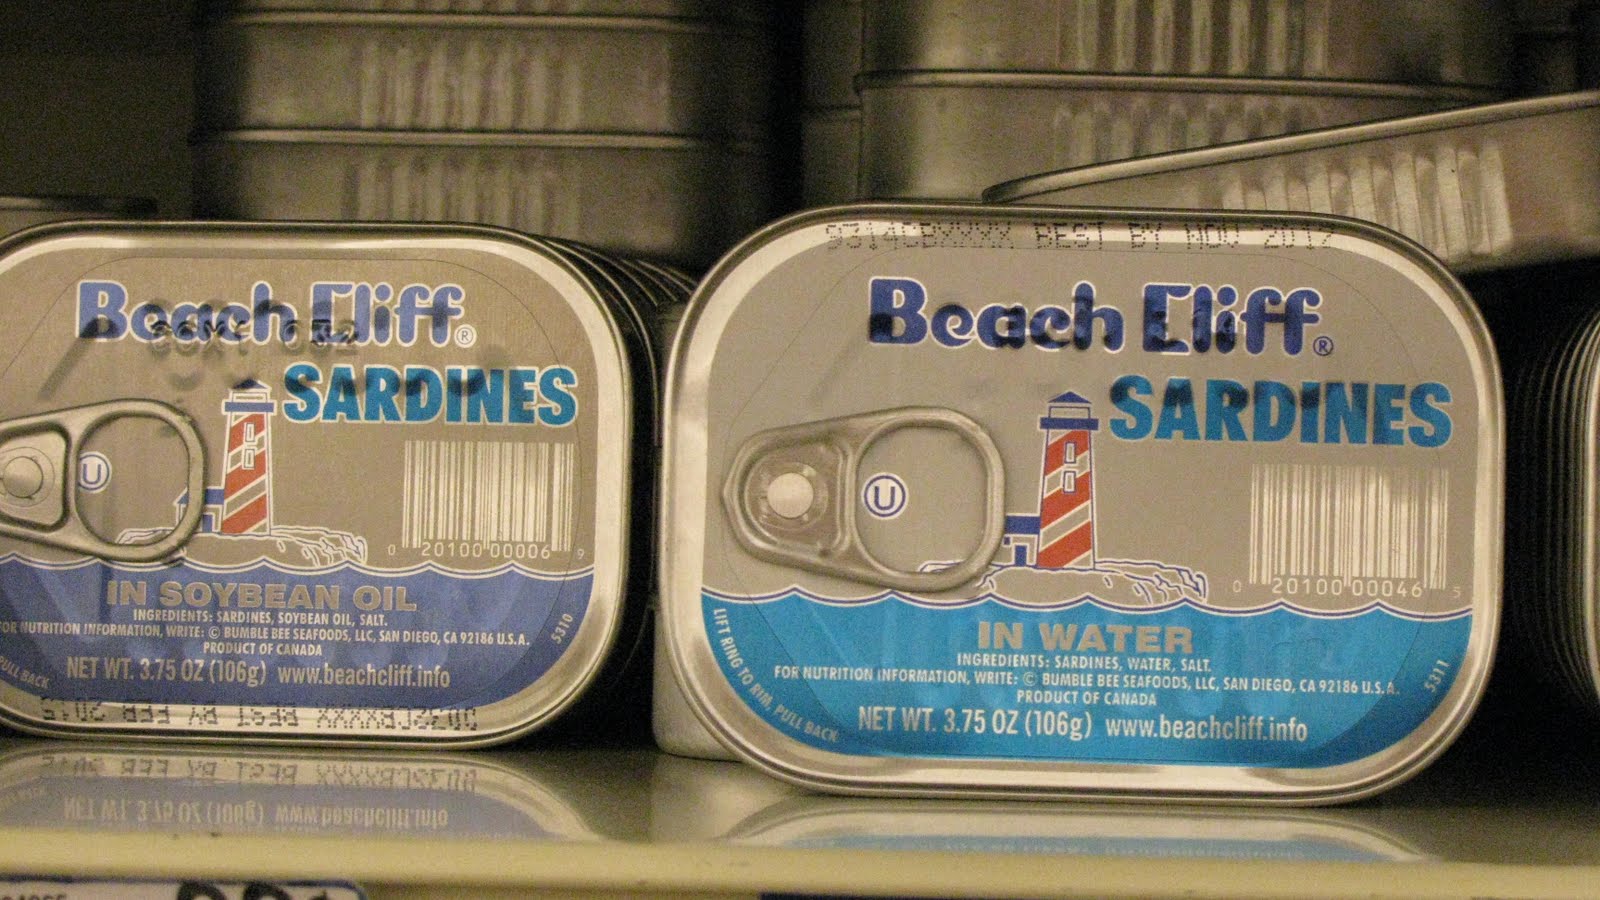 Beach Cliff®
SARDINES
U
0 20100 00006 9
IN SOYBEAN OIL
INGREDIENTS: SARDINES, SOYBEAN OIL, SALT.
FOR NUTRITION INFORMATION, WRITE: © BUMBLE BEE SEAFOODS, LLC, SAN DIEGO, CA 92186 U.S.A.
PRODUCT OF CANADA
NET WT. 3.75 OZ (106g) www.beachcliff.info
PULL BACK
5310
BEST BY FEB 2015
BEST BY NOV 2012
Beach Cliff®
SARDINES
U
0 20100 00046 5
IN WATER
INGREDIENTS: SARDINES, WATER, SALT.
FOR NUTRITION INFORMATION, WRITE: © BUMBLE BEE SEAFOODS, LLC, SAN DIEGO, CA 92186 U.S.A.
PRODUCT OF CANADA
NET WT. 3.75 OZ (106g) www.beachcliff.info
LIFT RING TO RIM, PULL BACK
5311